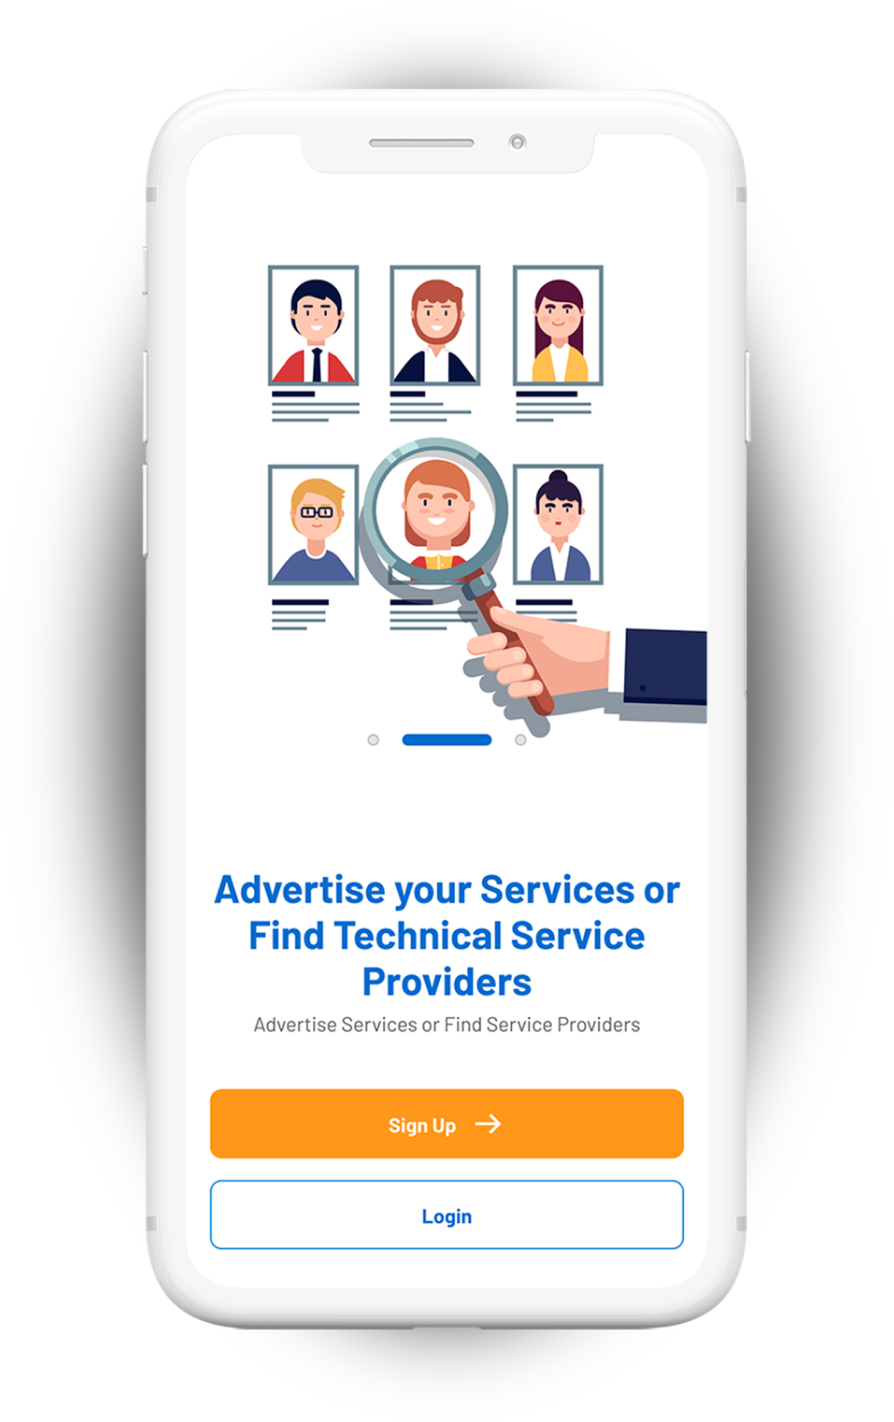 Advertise your Services or
Find Technical Service
Providers
Advertise Services or Find Service Providers
Sign Up
Login